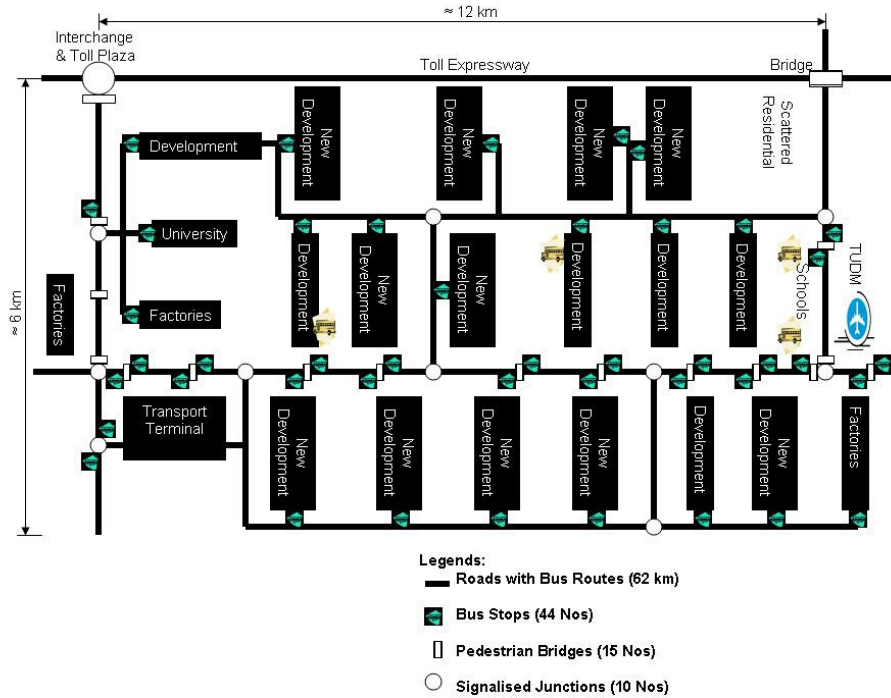 ≈ 12 km
Interchange
& Toll Plaza
Toll Expressway
Bridge
≈ 6 km
Development
New
Development
New
Development
New
Development
New
Development
Scattered
Residential
University
Factories
Factories
Development
New
Development
New
Development
Development
Development
Development
Schools
TUDM
Transport
Terminal
New
Development
New
Development
New
Development
New
Development
Development
New
Development
Factories
Legends:
Roads with Bus Routes (62 km)
Bus Stops (44 Nos)
Pedestrian Bridges (15 Nos)
Signalised Junctions (10 Nos)